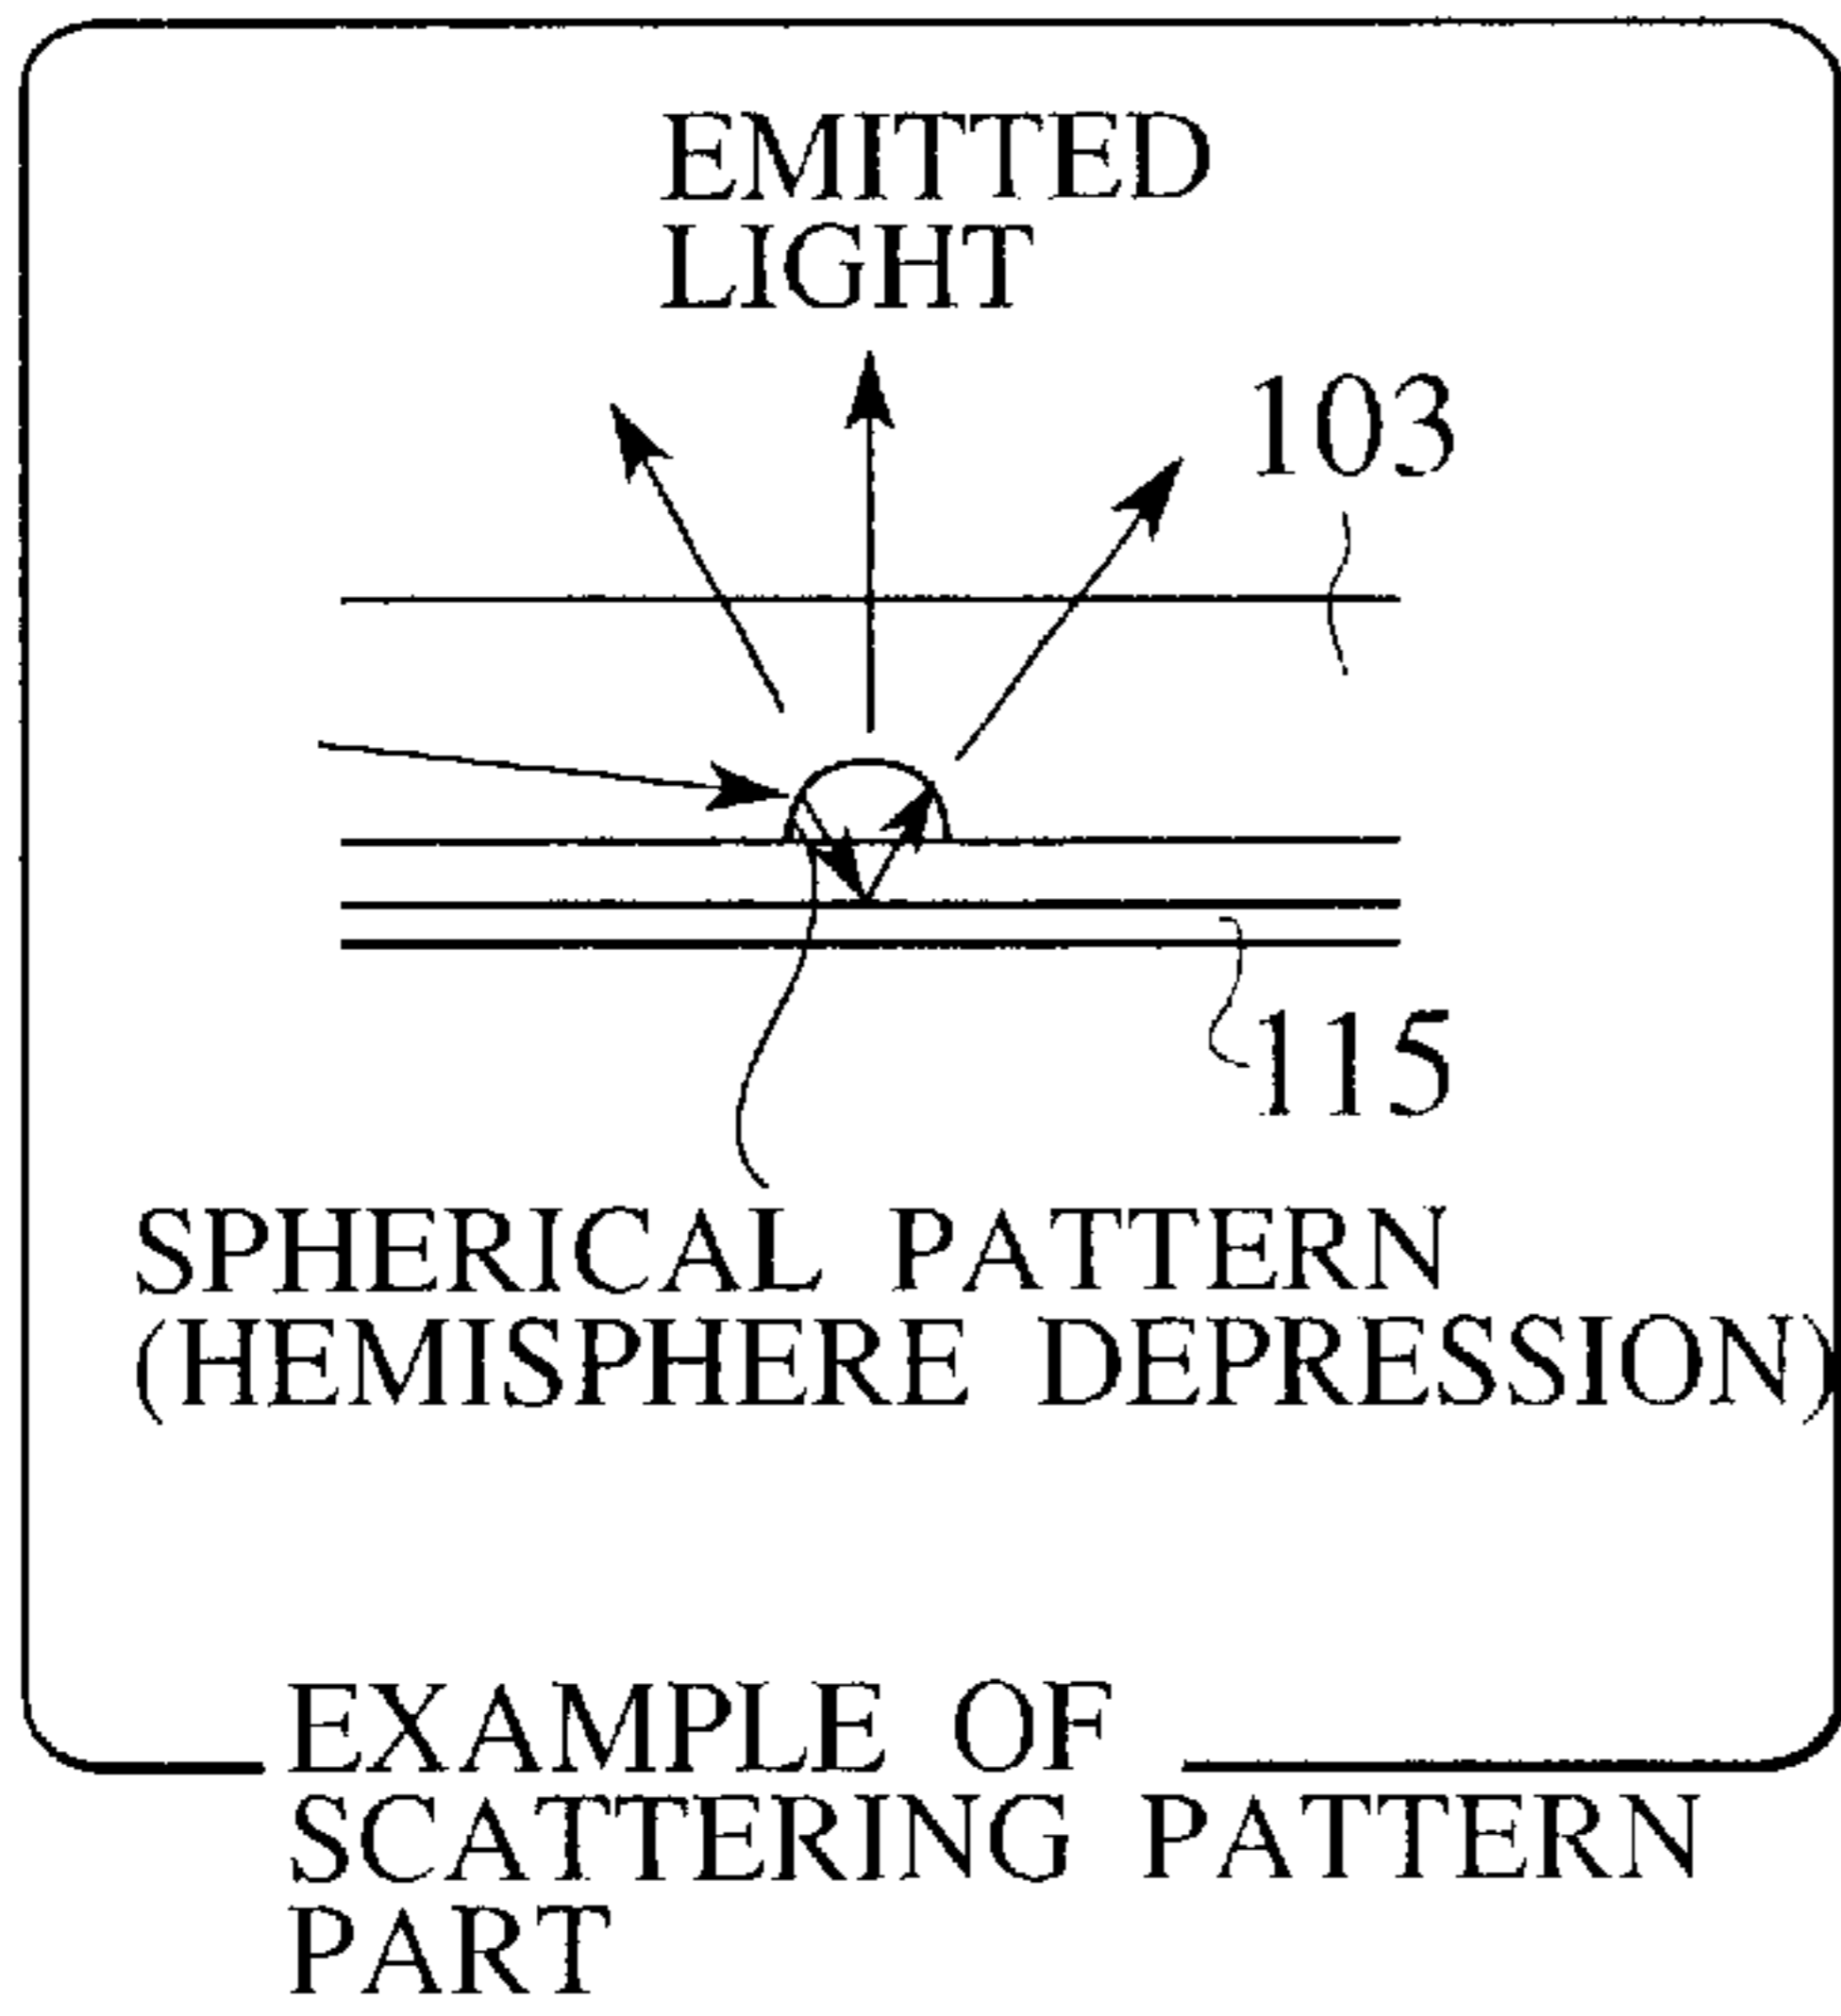 EMITTED
LIGHT
103
115
SPHERICAL PATTERN
(HEMISPHERE DEPRESSION)
EXAMPLE OF
SCATTERING PATTERN
PART